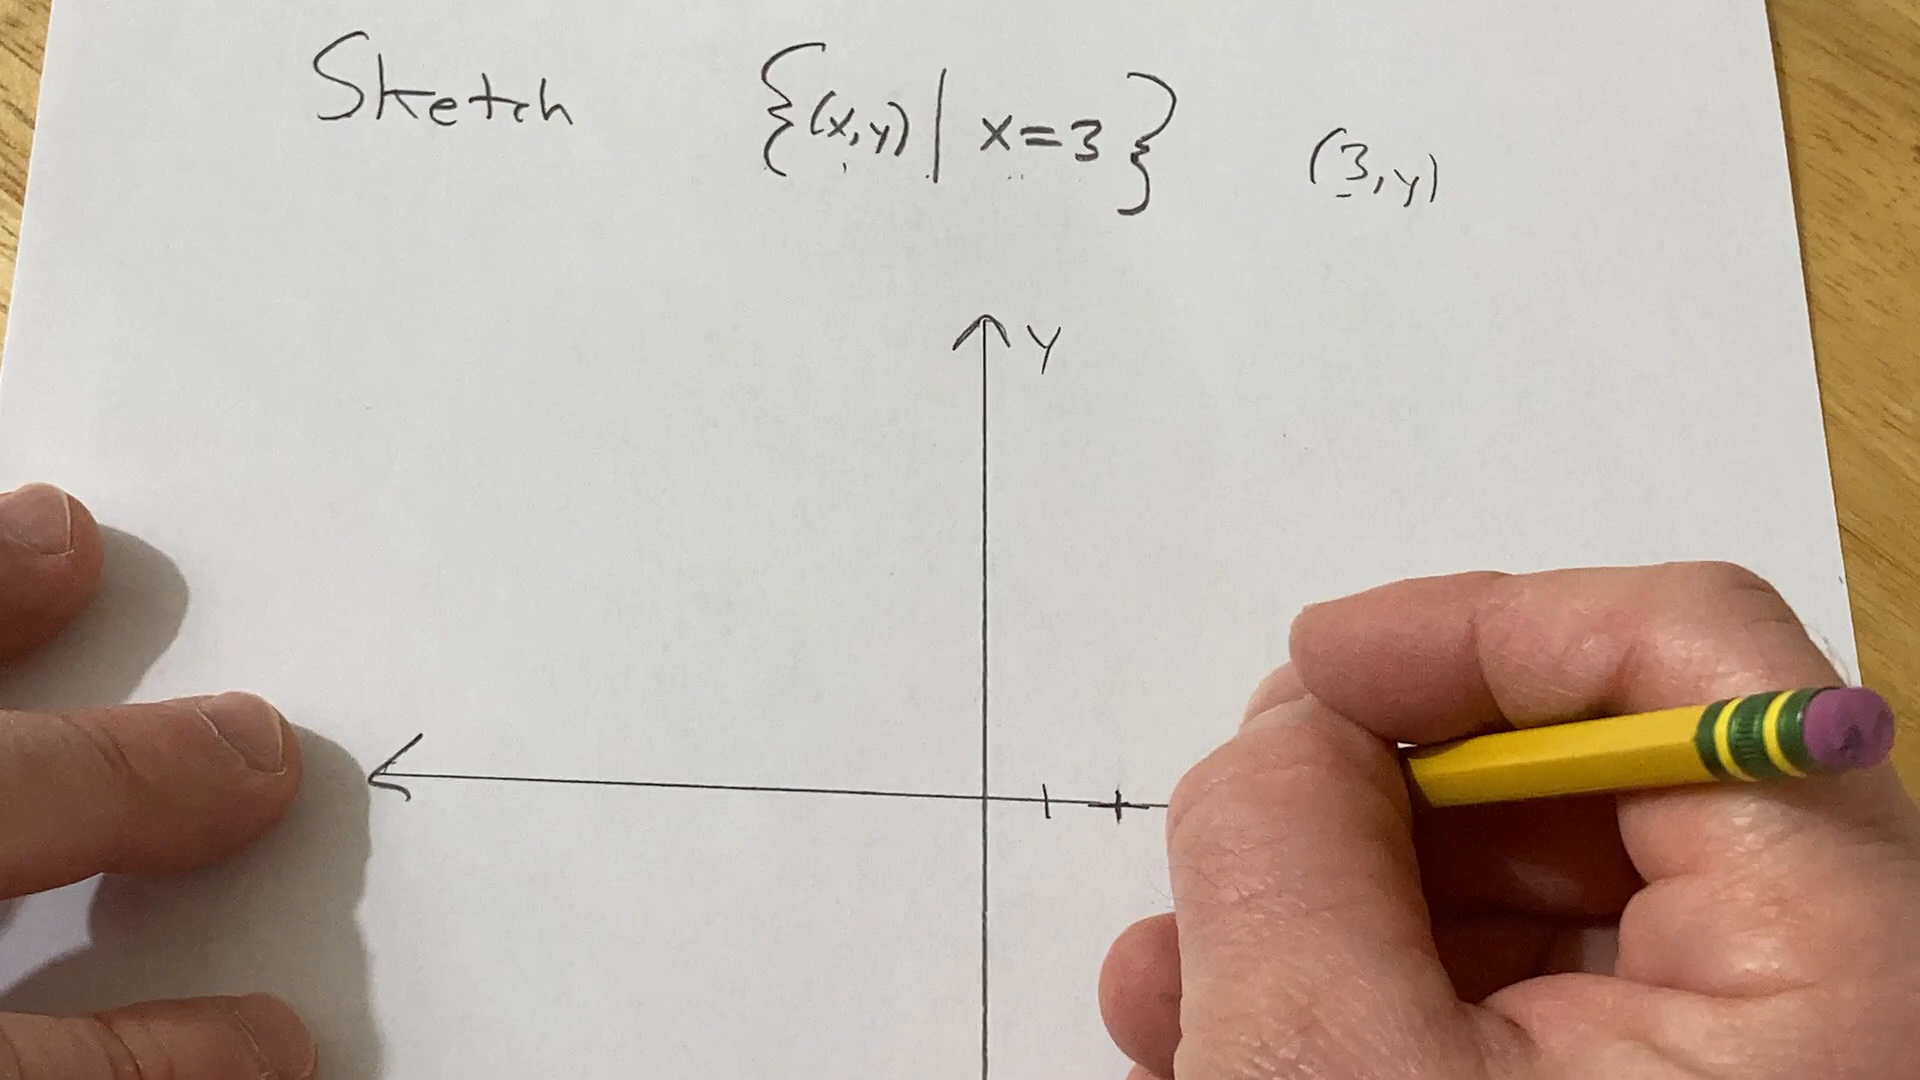 Sketch {(x,y) | x=3} (3,y)
y